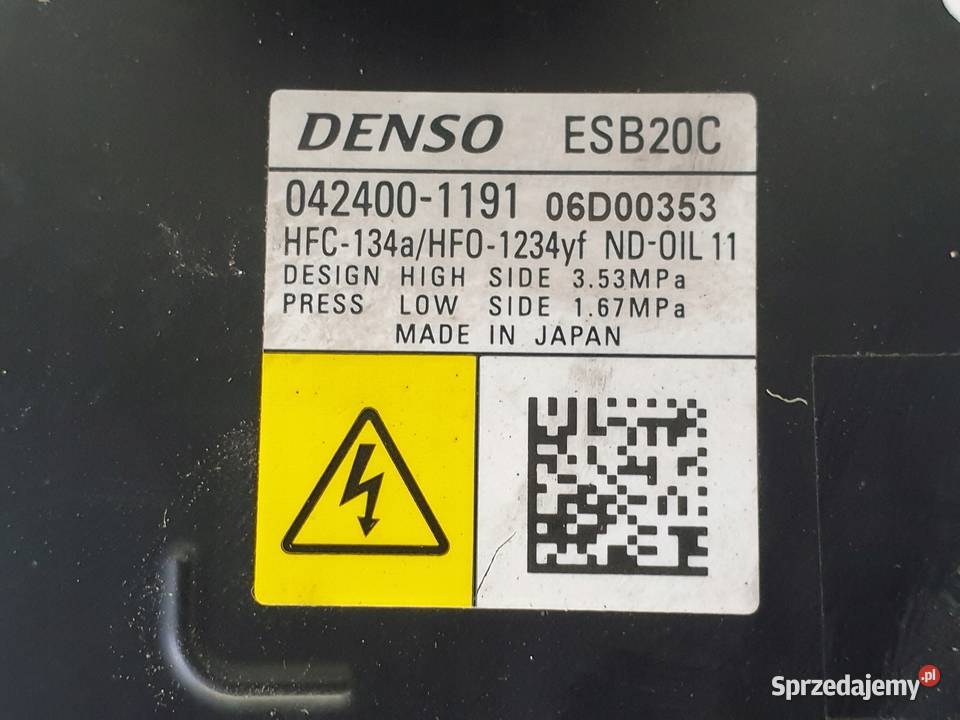 DENSO ESB20C
042400-1191 06D00353
HFC-134a/HFO-1234yf ND-OIL 11
DESIGN HIGH SIDE 3.53MPa
PRESS LOW SIDE 1.67MPa
MADE IN JAPAN
Sprzedajemy.pl